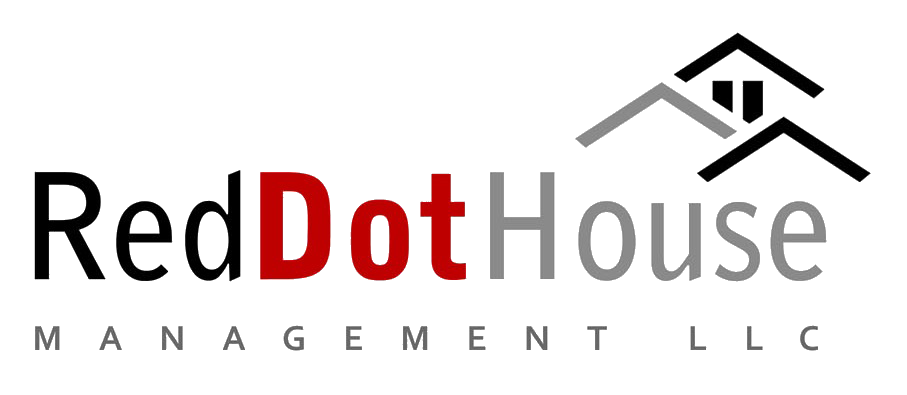 RedDotHouse
MANAGEMENT LLC